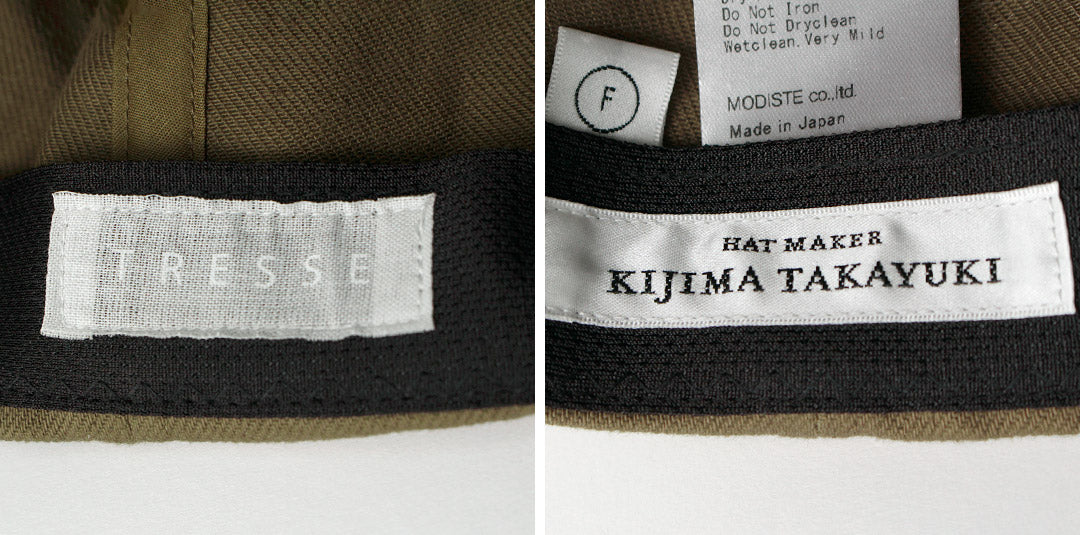 TRESSE
F
Do Not Iron
Do Not Dryclean
Wetclean.Very Mild
MODISTE co.,ltd.
Made in Japan
HAT MAKER
KIJIMA TAKAYUKI